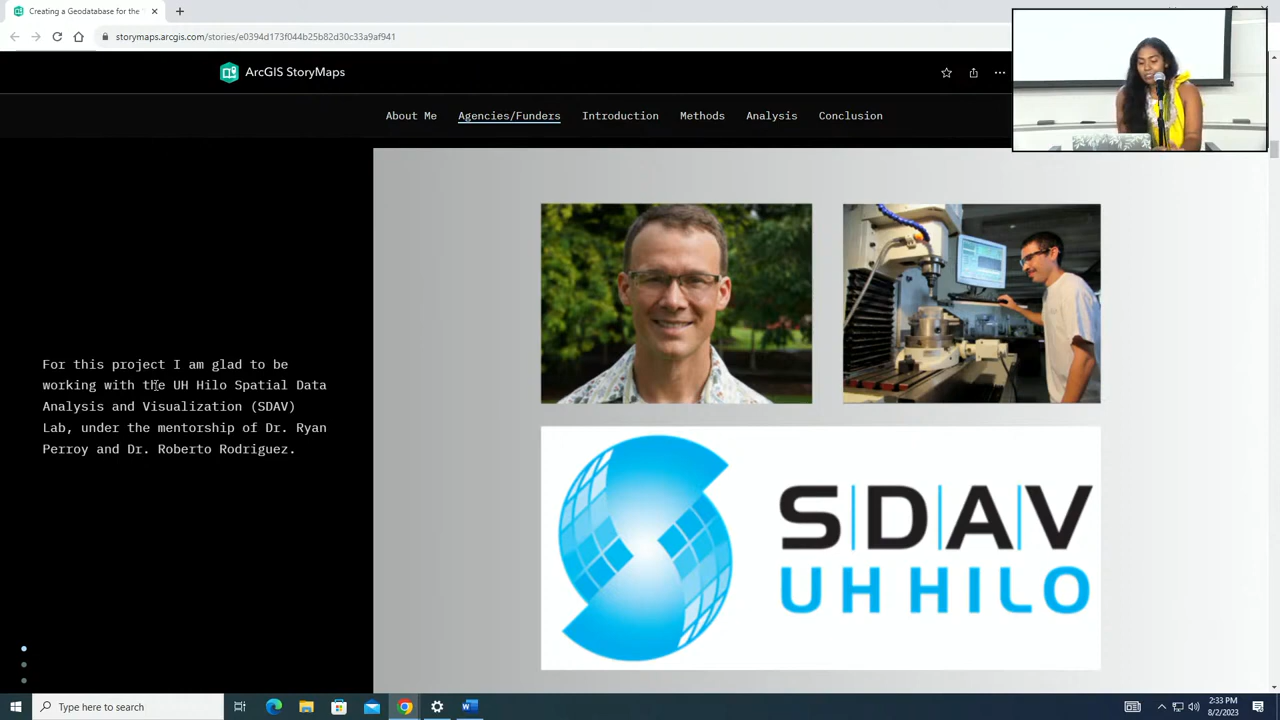 Creating a Geodatabase for the
storymaps.arcgis.com/stories/e0394d173f044b25b82d30c33a9af941
ArcGIS StoryMaps
About Me
Agencies/Funders
Introduction
Methods
Analysis
Conclusion
For this project I am glad to be
working with the UH Hilo Spatial Data
Analysis and Visualization (SDAV)
Lab, under the mentorship of Dr. Ryan
Perroy and Dr. Roberto Rodriguez.
S|D|A|V
UH HILO
Type here to search
2:33 PM
8/2/2023